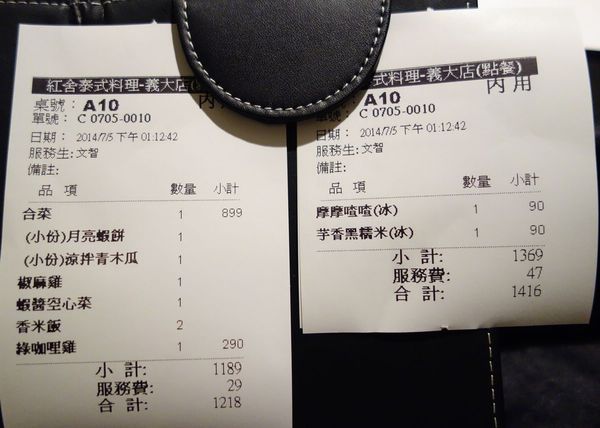 紅舍泰式料理-義大店
內用
桌號：A10
單號： C 0705-0010
日期： 2014/7/5 下午 01:12:42
服務生:文智
備註:
品 項 數量 小計
合菜 1 899
(小份)月亮蝦餅 1
(小份)涼拌青木瓜 1
椒麻雞 1
蝦醬空心菜 1
香米飯 2
綠咖哩雞 1 290
小 計: 1189
服務費: 29
合 計: 1218
式料理-義大店(點餐)
內用
：A10
單號： C 0705-0010
日期： 2014/7/5 下午 01:12:42
服務生:文智
備註:
品 項 數量 小計
摩摩喳喳(冰) 1 90
芋香黑糯米(冰) 1 90
小 計: 1369
服務費: 47
合 計: 1416